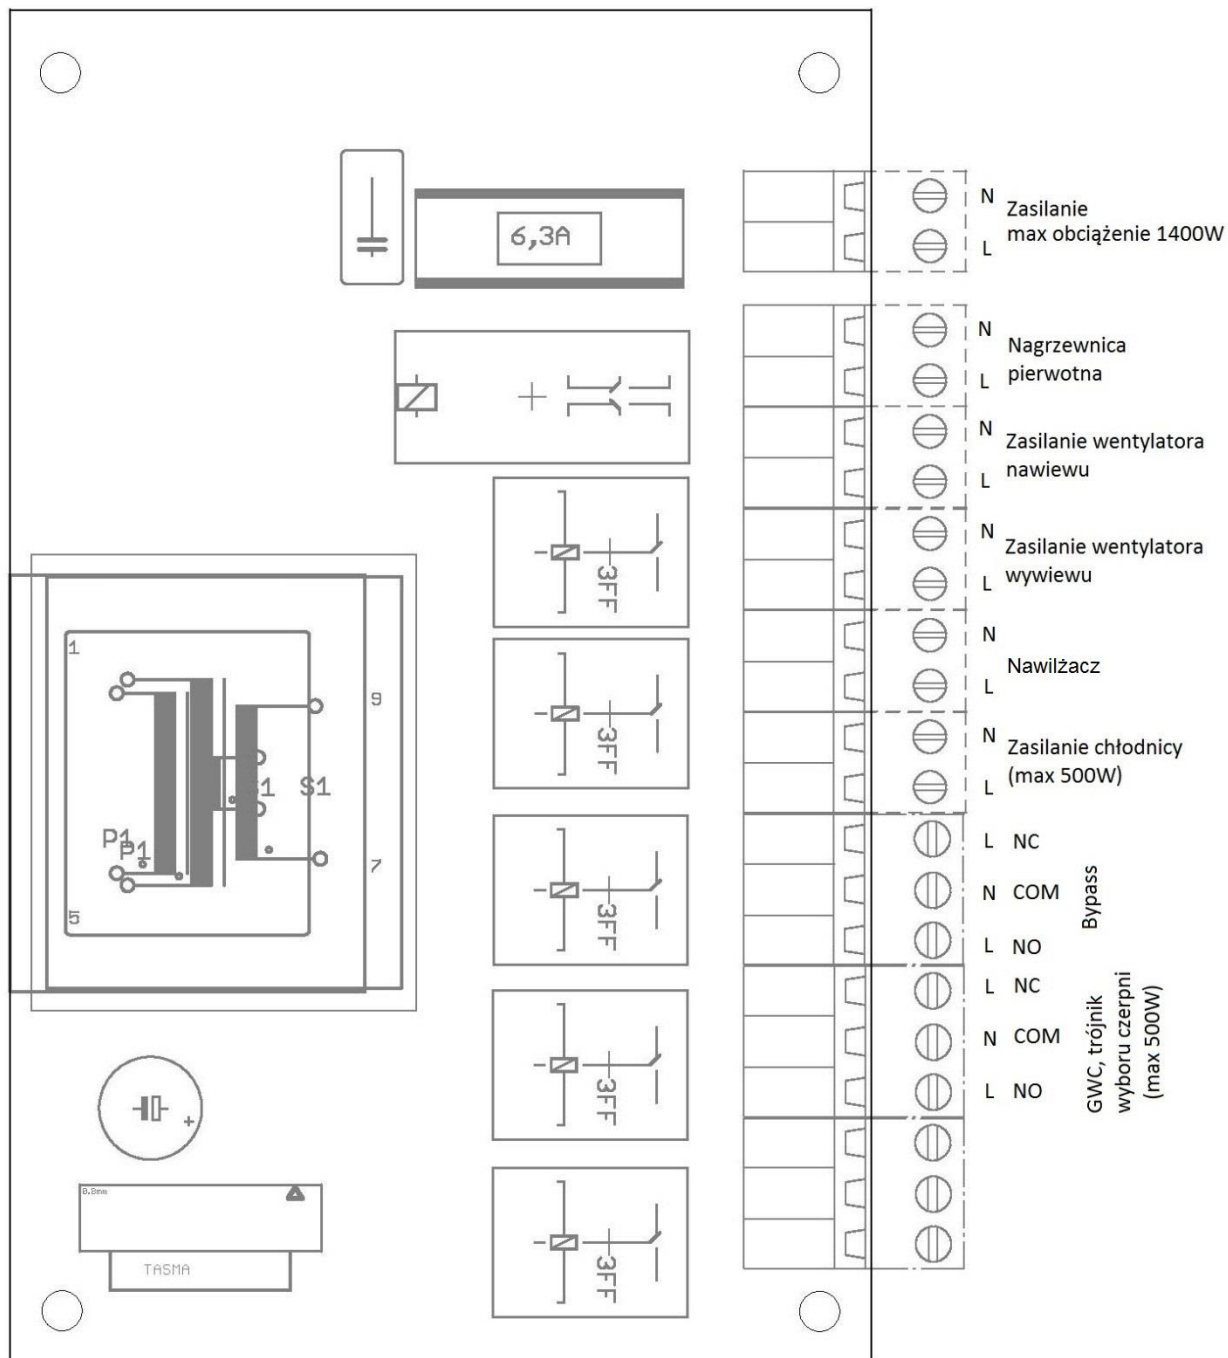 6,3A
N
L
Zasilanie
max obciążenie 1400W
N
L
Nagrzewnica
pierwotna
N
L
Zasilanie wentylatora
nawiewu
N
L
Zasilanie wentylatora
wywiewu
N
L
Nawilżacz
N
L
Zasilanie chłodnicy
(max 500W)
L NC
N COM
L NO
Bypass
L NC
N COM
L NO
GWC, trójnik
wyboru czerpni
(max 500W)
3FF
3FF
3FF
3FF
3FF
1
5
9
7
P1
P1
S1
S1
0.8mm
TASMA